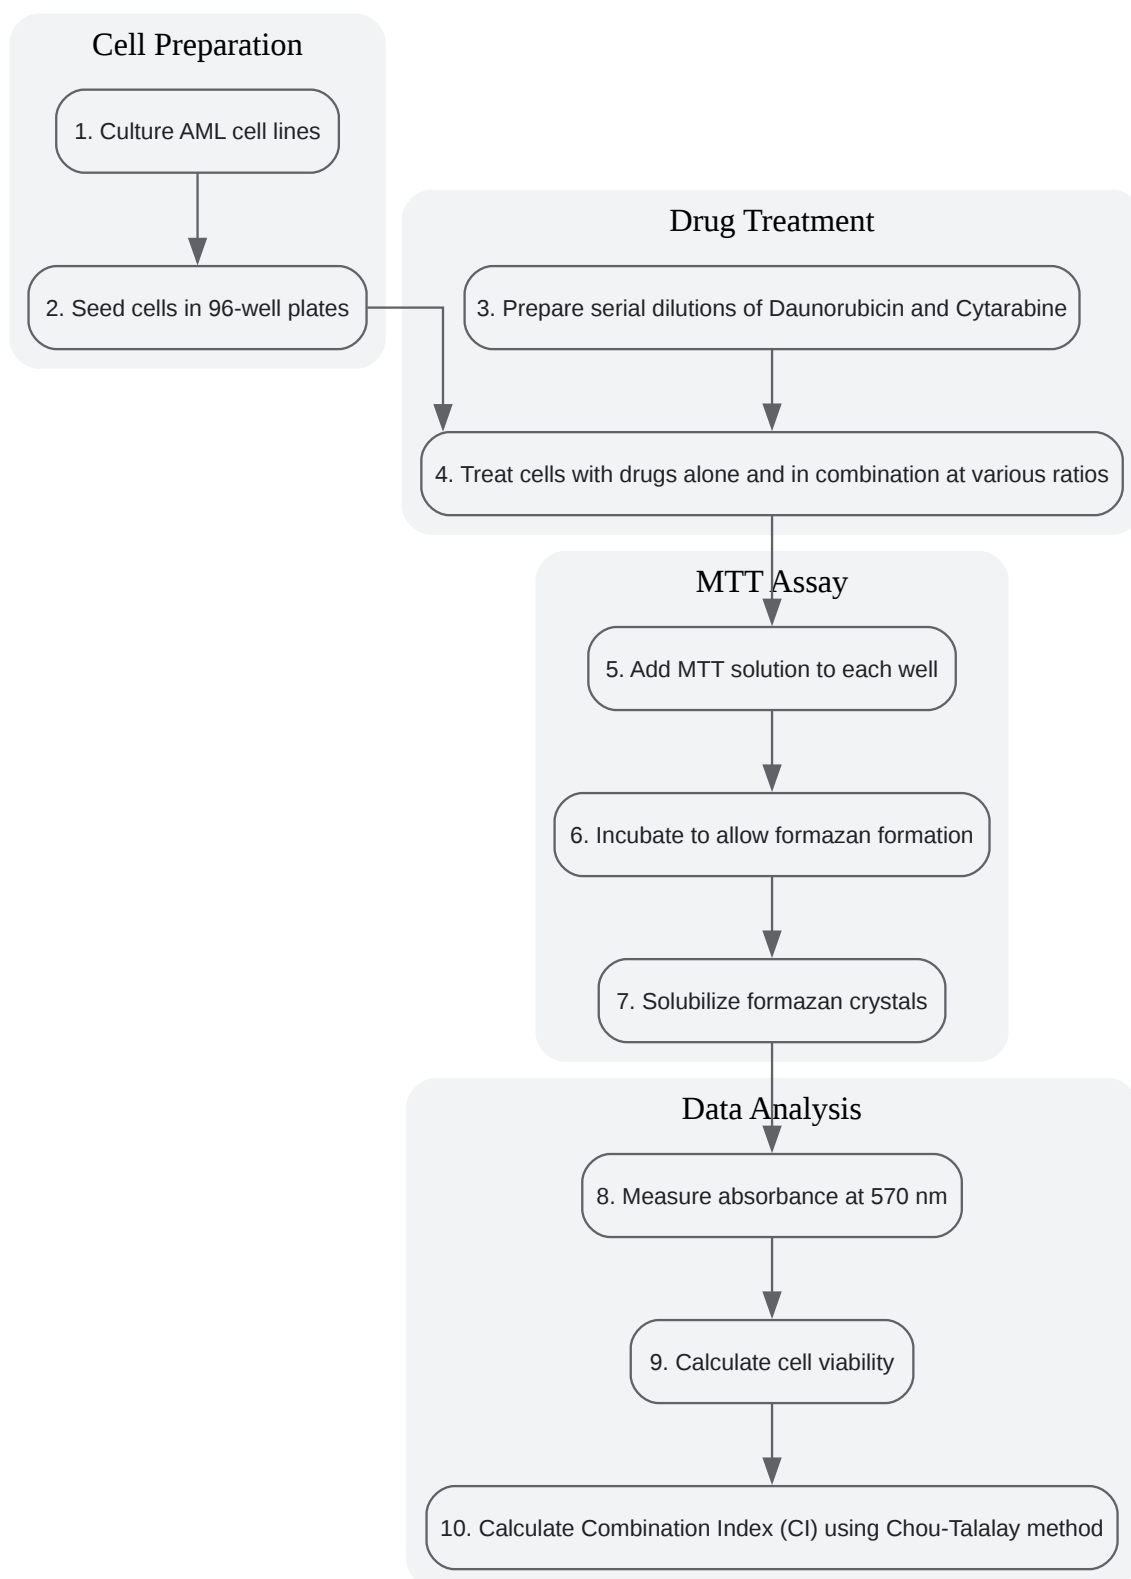 Cell Preparation
1. Culture AML cell lines
2. Seed cells in 96-well plates
Drug Treatment
3. Prepare serial dilutions of Daunorubicin and Cytarabine
4. Treat cells with drugs alone and in combination at various ratios
MTT Assay
5. Add MTT solution to each well
6. Incubate to allow formazan formation
7. Solubilize formazan crystals
Data Analysis
8. Measure absorbance at 570 nm
9. Calculate cell viability
10. Calculate Combination Index (CI) using Chou-Talalay method